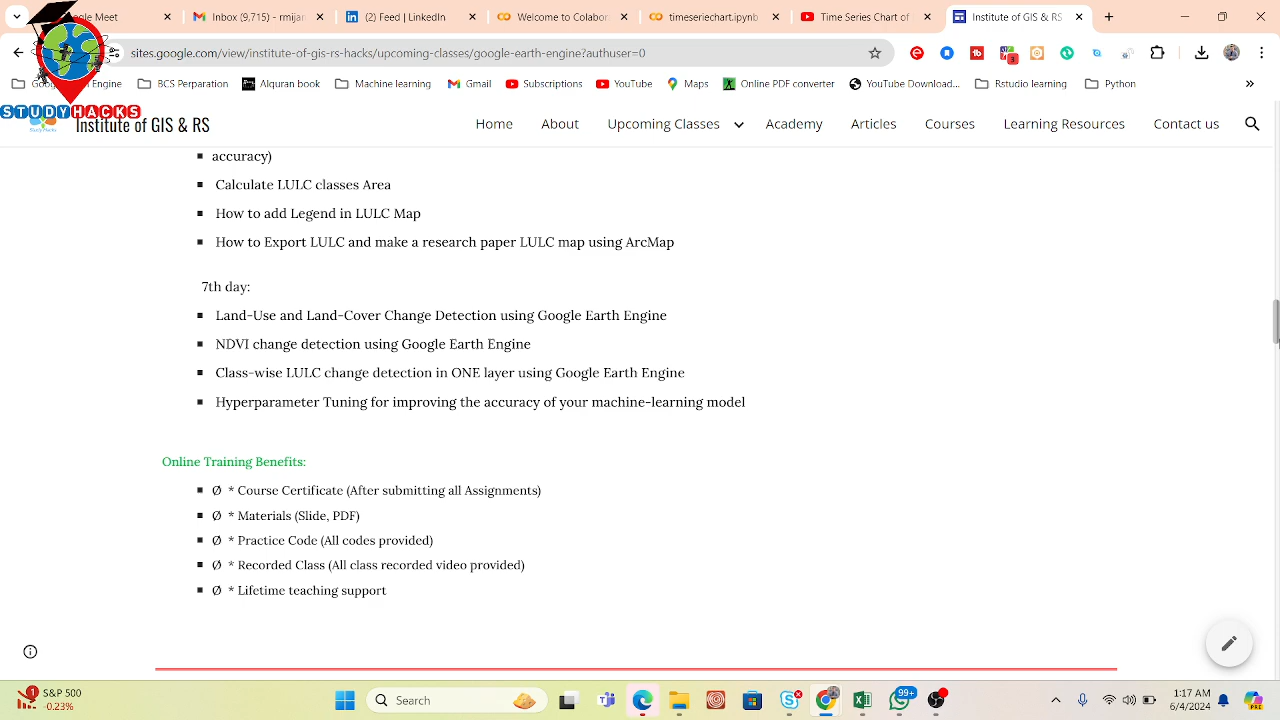 Google Meet
Inbox (9,719) - mijan
(2) Feed | LinkedIn
Welcome to Colabo
timeseirschart.ipynb
Time Series Chart
Institute of GIS & RS
sites.google.com/view/institute-of-gis-rs-hacks/upcoming-classes/google-earth-engine?authuser=0
3
Engine
BCS Perparation
Alquran book
Machine learning
Gmail
Subscriptions
YouTube
Maps
Online PDF converter
YouTube Download...
Rstudio learning
Python
»
STUDYHACKS
Institute of GIS & RS
Home
About
Upcoming Classes
Academy
Articles
Courses
Learning Resources
Contact us
accuracy)
Calculate LULC classes Area
How to add Legend in LULC Map
How to Export LULC and make a research paper LULC map using ArcMap
7th day:
Land-Use and Land-Cover Change Detection using Google Earth Engine
NDVI change detection using Google Earth Engine
Class-wise LULC change detection in ONE layer using Google Earth Engine
Hyperparameter Tuning for improving the accuracy of your machine-learning model
Online Training Benefits:
Ø * Course Certificate (After submitting all Assignments)
Ø * Materials (Slide, PDF)
Ø * Practice Code (All codes provided)
Ø * Recorded Class (All class recorded video provided)
Ø * Lifetime teaching support
1
S&P 500
0.23%
Search
99+
1:17 AM
6/4/2024